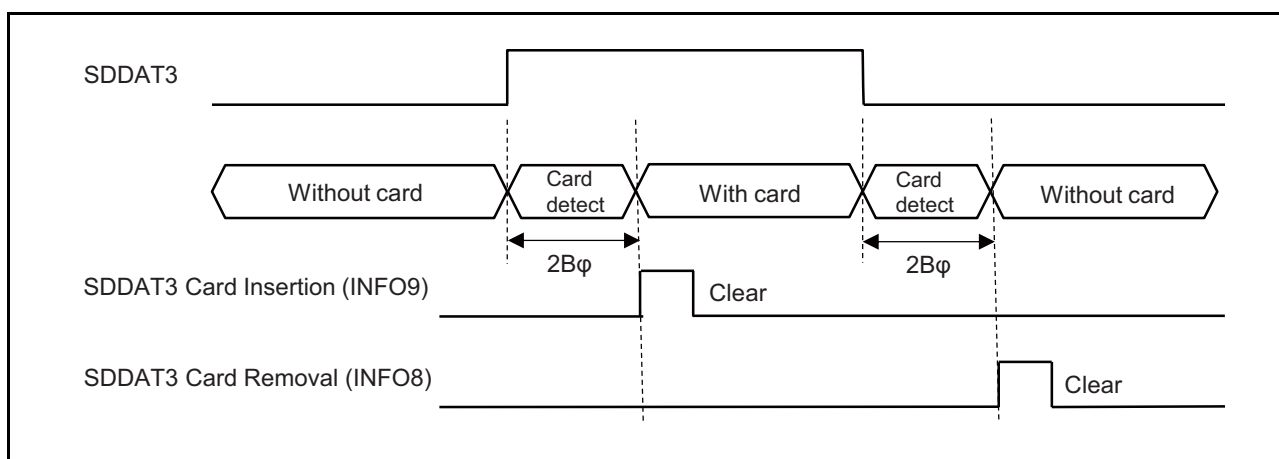 SDDAT3
Without card
Card
detect
With card
Card
detect
Without card
2Bφ
2Bφ
SDDAT3 Card Insertion (INFO9)
Clear
SDDAT3 Card Removal (INFO8)
Clear